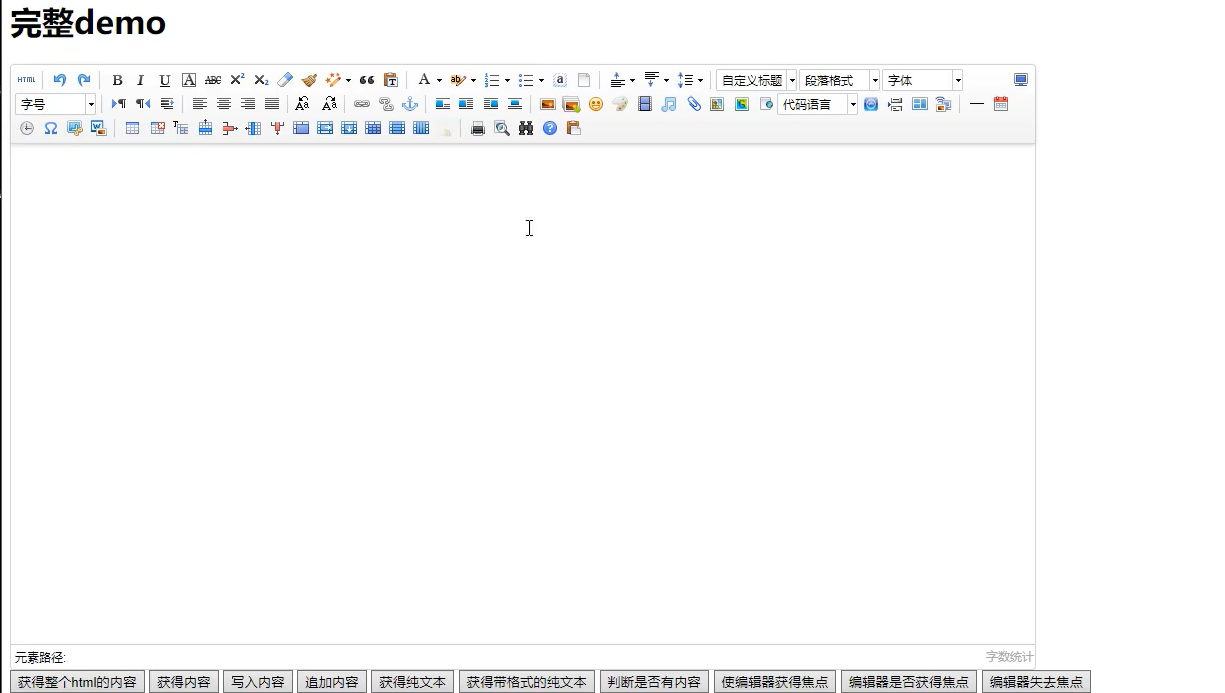 完整demo
HTML B I U A ABC X² X₂ A ab a 自定义标题 段落格式 字体
字号 代码语言
元素路径: 字数统计
获得整个html的内容 获得内容 写入内容 追加内容 获得纯文本 获得带格式的纯文本 判断是否有内容 使编辑器获得焦点 编辑器是否获得焦点 编辑器失去焦点